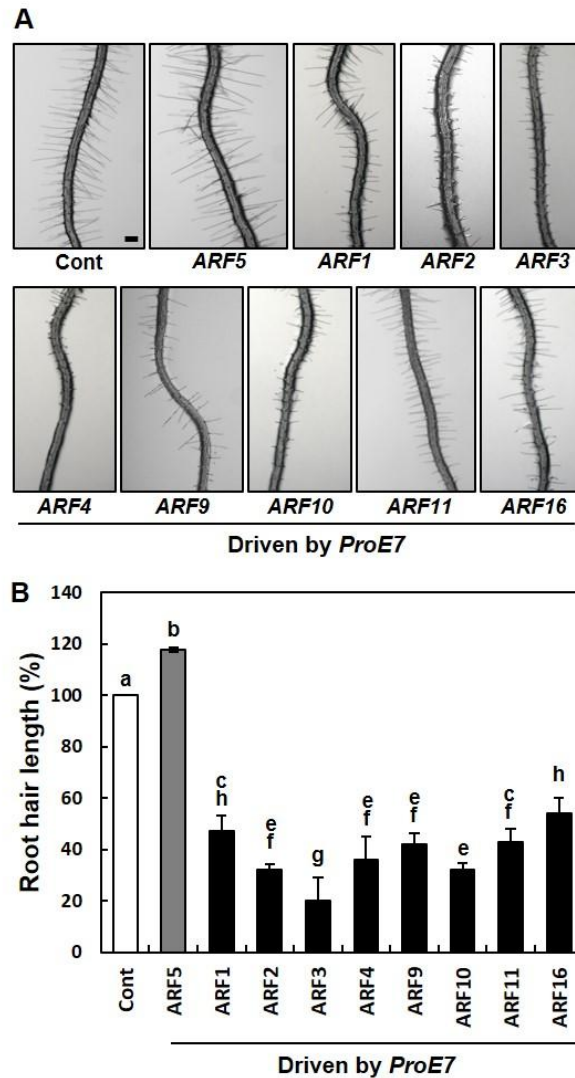 A
Cont ARF5 ARF1 ARF2 ARF3
ARF4 ARF9 ARF10 ARF11 ARF16
Driven by ProE7
B
Root hair length (%)
140
120
100
80
60
40
20
0
a
b
c
h
e
f
g
e
f
e
f
e
c
f
h
Cont
ARF5
ARF1
ARF2
ARF3
ARF4
ARF9
ARF10
ARF11
ARF16
Driven by ProE7